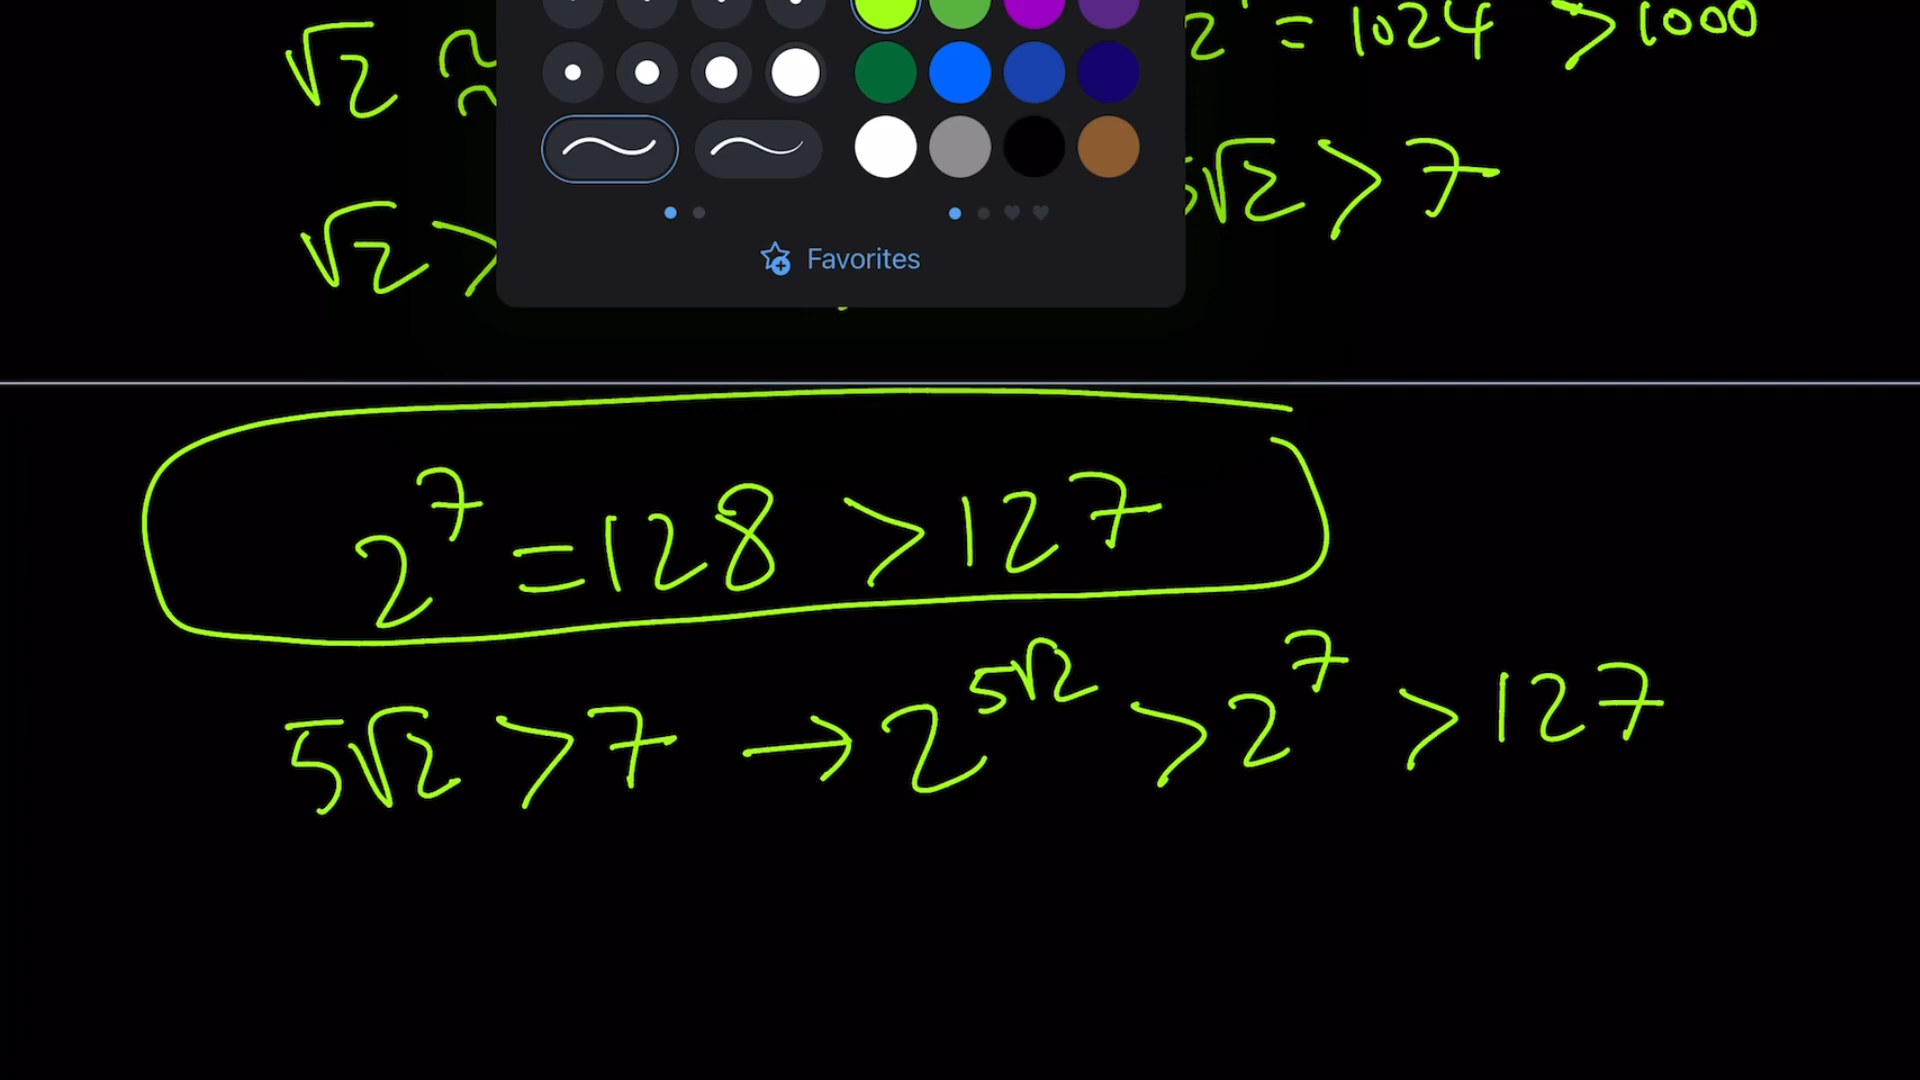 √2 ≈
2 = 1024 > 1000
√2 >
5√2 > 7
Favorites
2^7 = 128 > 127
5√2 > 7 → 2^5√2 > 2^7 > 127